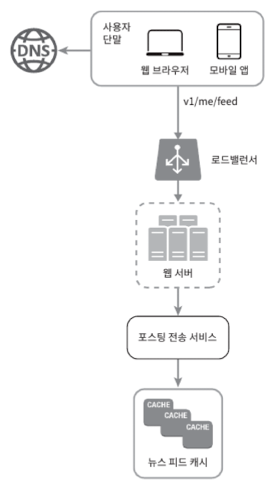 DNS
사용자
단말
웹 브라우저
모바일 앱
v1/me/feed
로드밸런서
웹 서버
포스팅 전송 서비스
CACHE
CACHE
CACHE
뉴스 피드 캐시